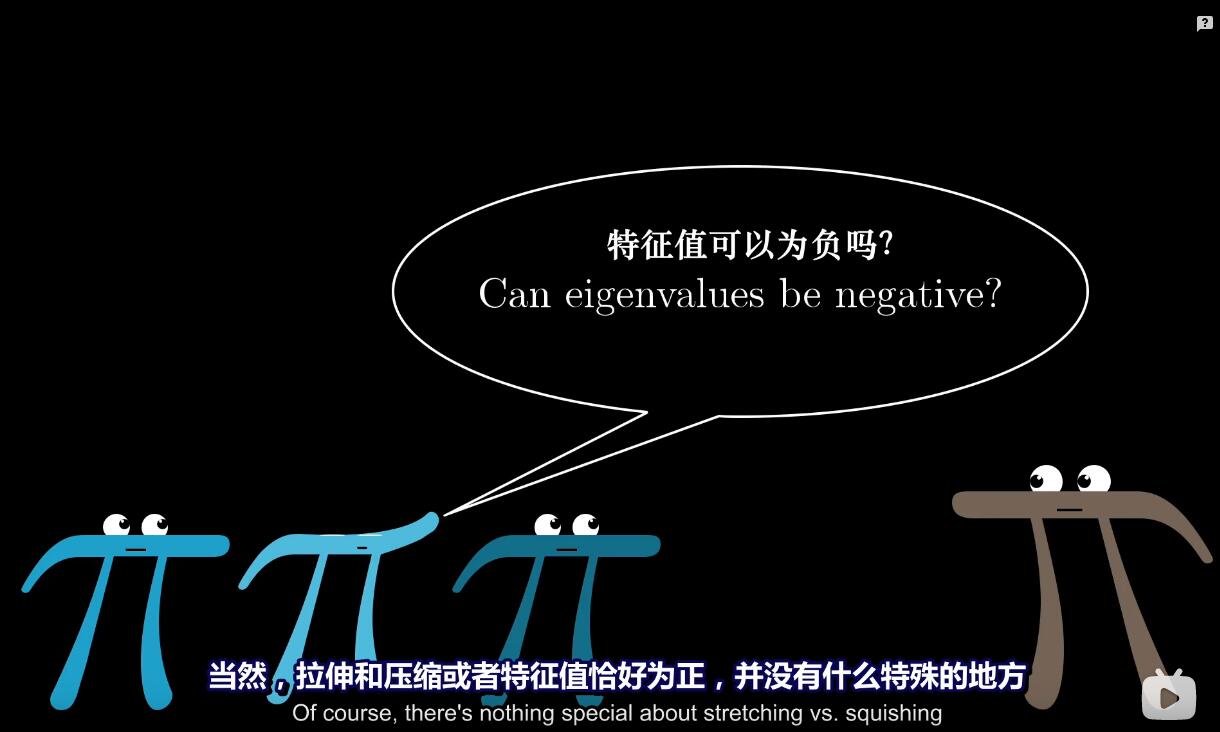 特征值可以为负吗?
Can eigenvalues be negative?
当然，拉伸和压缩或者特征值恰好为正，并没有什么特殊的地方
Of course, there's nothing special about stretching vs. squishing